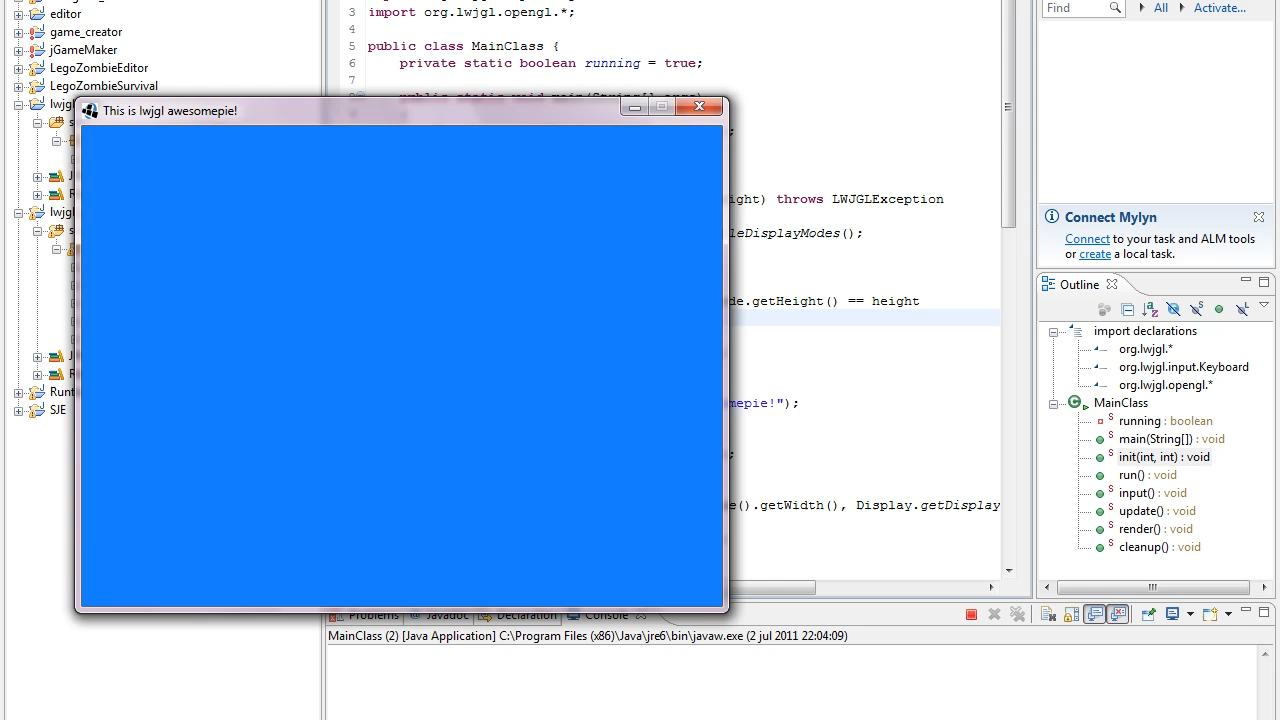 editor
game_creator
jGameMaker
LegoZombieEditor
LegoZombieSurvival
lwjg
s
J
R
lwjg
s
J
R
Runt
SJE
3 import org.lwjgl.opengl.*;
4
5 public class MainClass {
6 private static boolean running = true;
7
This is lwjgl awesomepie!
;
ight) throws LWJGLException
leDisplayModes();
de.getHeight() == height
mepie!");
;
e().getWidth(), Display.getDisplay
Find
All
Activate...
Connect Mylyn
Connect to your task and ALM tools
or create a local task.
Outline
import declarations
org.lwjgl.*
org.lwjgl.input.Keyboard
org.lwjgl.opengl.*
MainClass
running : boolean
main(String[]) : void
init(int, int) : void
run() : void
input() : void
update() : void
render() : void
cleanup() : void
Problems
Javadoc
Declaration
Console
MainClass (2) [Java Application] C:\Program Files (x86)\Java\jre6\bin\javaw.exe (2 jul 2011 22:04:09)